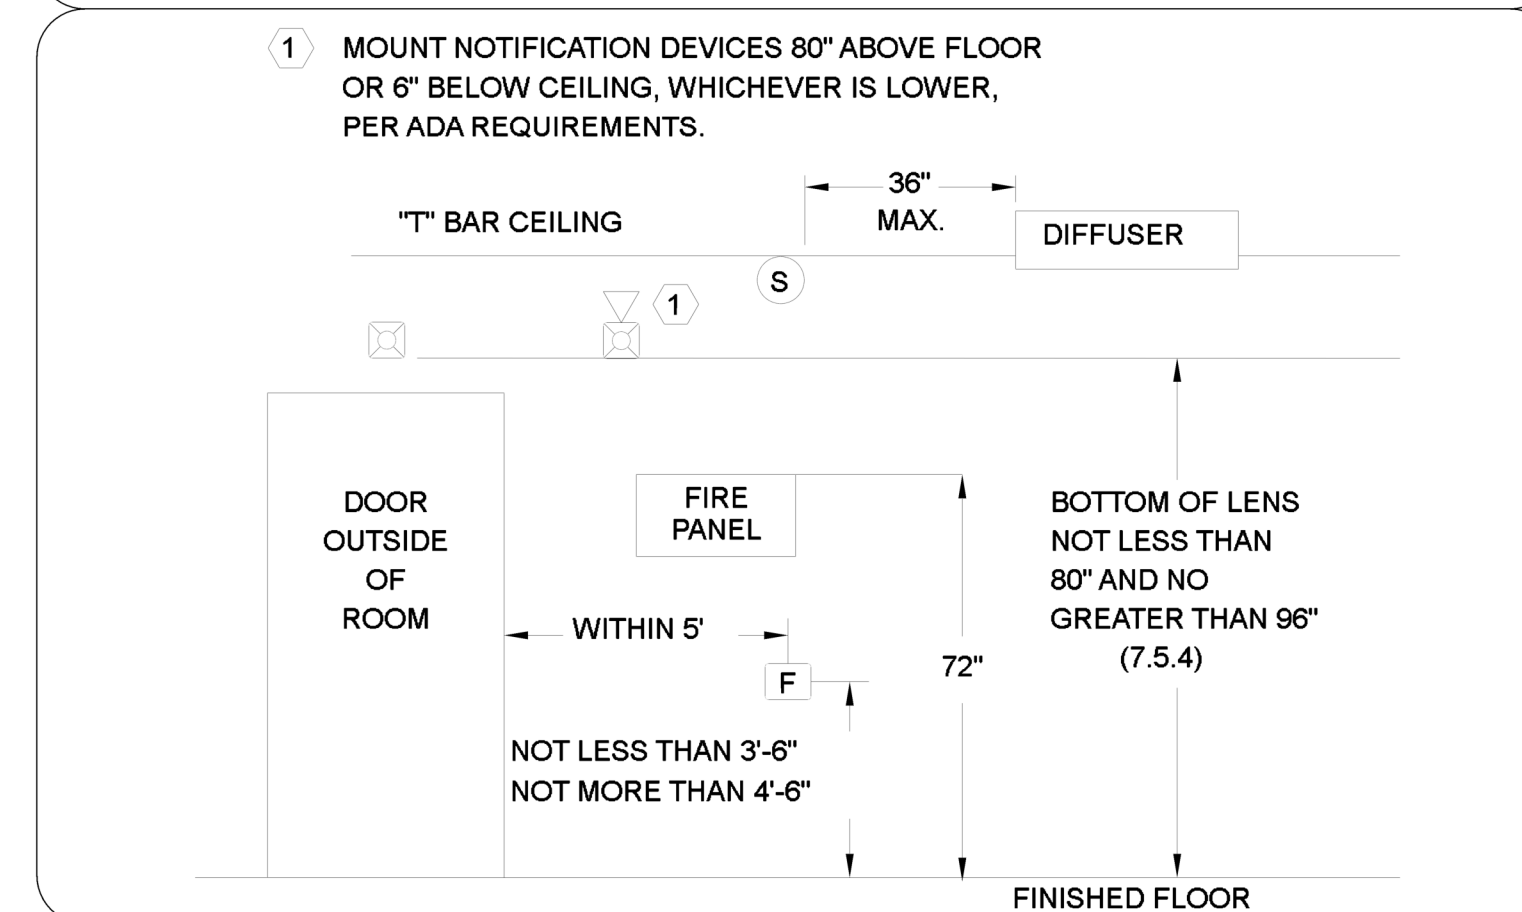 1
MOUNT NOTIFICATION DEVICES 80" ABOVE FLOOR
OR 6" BELOW CEILING, WHICHEVER IS LOWER,
PER ADA REQUIREMENTS.
36"
MAX.
"T" BAR CEILING
DIFFUSER
S
1
DOOR
OUTSIDE
OF
ROOM
FIRE
PANEL
BOTTOM OF LENS
NOT LESS THAN
80" AND NO
GREATER THAN 96"
(7.5.4)
WITHIN 5'
72"
F
NOT LESS THAN 3'-6"
NOT MORE THAN 4'-6"
FINISHED FLOOR